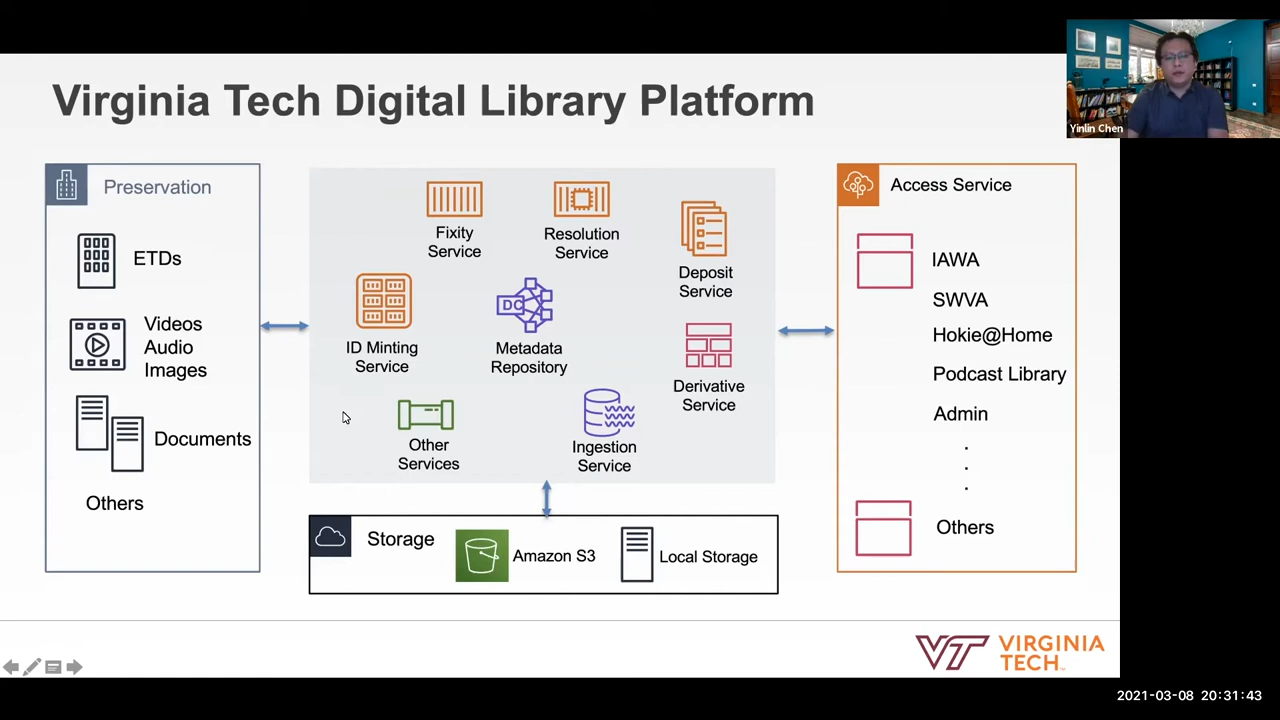 Virginia Tech Digital Library Platform
Yinlin Chen
Preservation
ETDs
Videos
Audio
Images
Documents
Others
Fixity
Service
Resolution
Service
Deposit
Service
ID Minting
Service
DC
Metadata
Repository
Derivative
Service
Other
Services
Ingestion
Service
Storage
Amazon S3
Local Storage
Access Service
IAWA
SWVA
Hokie@Home
Podcast Library
Admin
.
.
.
Others
VT VIRGINIA
TECH
2021-03-08 20:31:43